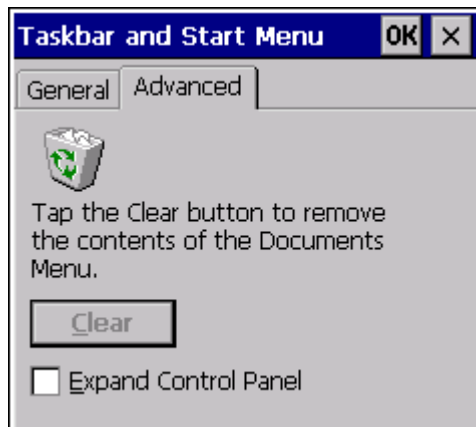 Taskbar and Start Menu OK ×
General Advanced
Tap the Clear button to remove
the contents of the Documents
Menu.
Clear
Expand Control Panel